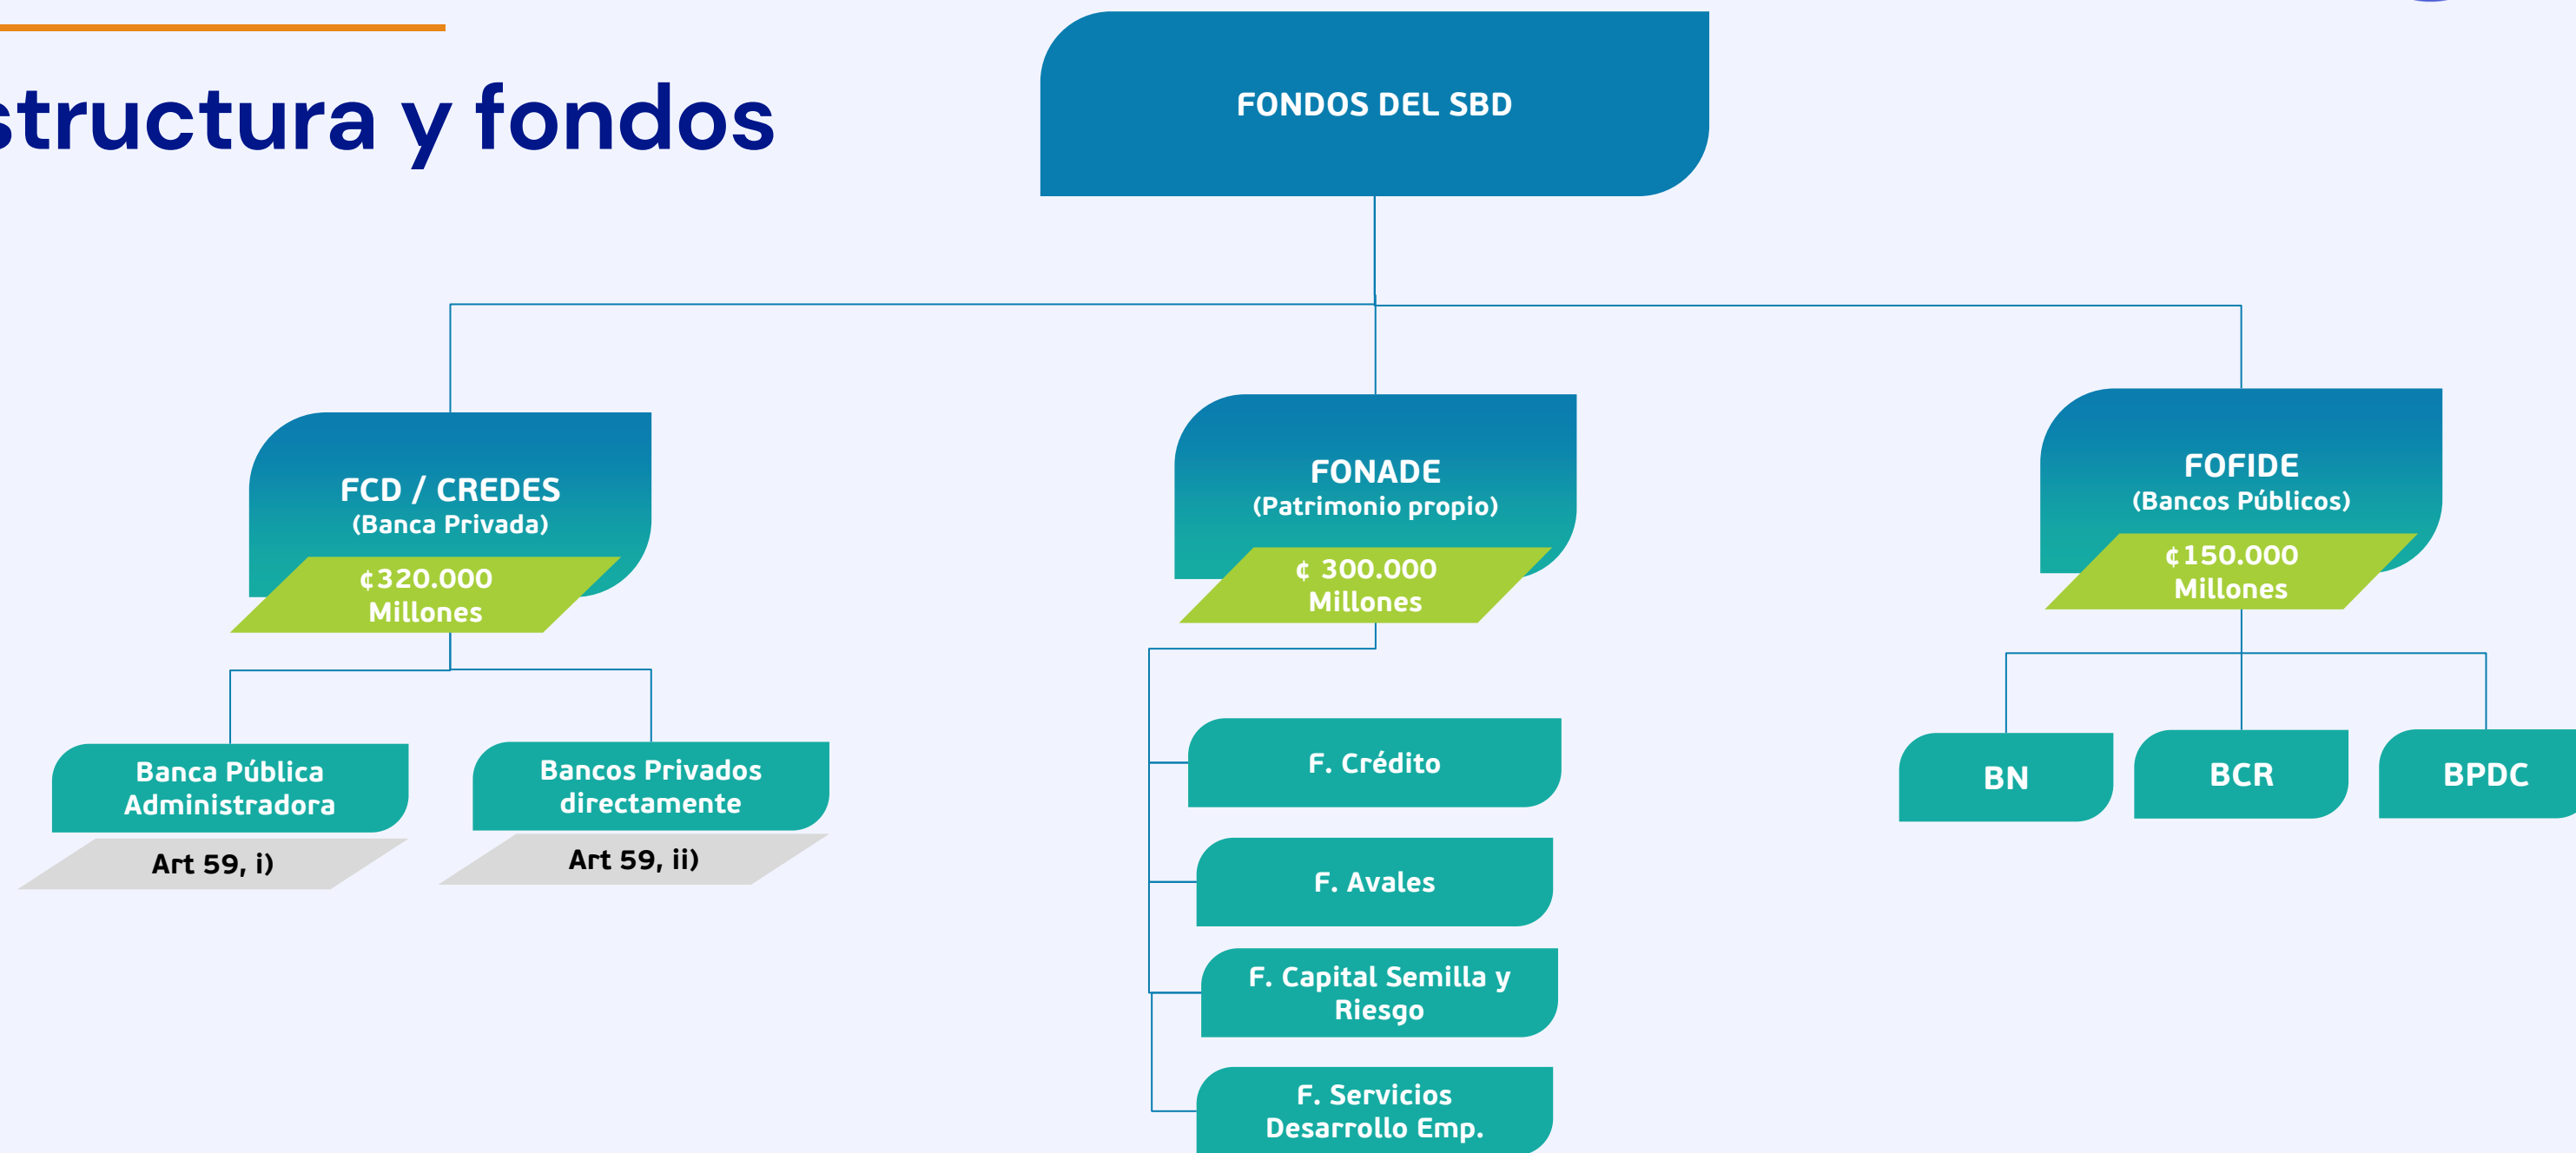 structura y fondos
FONDOS DEL SBD
FCD / CREDES
(Banca Privada)
¢320.000
Millones
Banca Pública
Administradora
Art 59, i)
Bancos Privados
directamente
Art 59, ii)
FONADE
(Patrimonio propio)
¢ 300.000
Millones
F. Crédito
F. Avales
F. Capital Semilla y
Riesgo
F. Servicios
Desarrollo Emp.
FOFIDE
(Bancos Públicos)
¢150.000
Millones
BN
BCR
BPDC